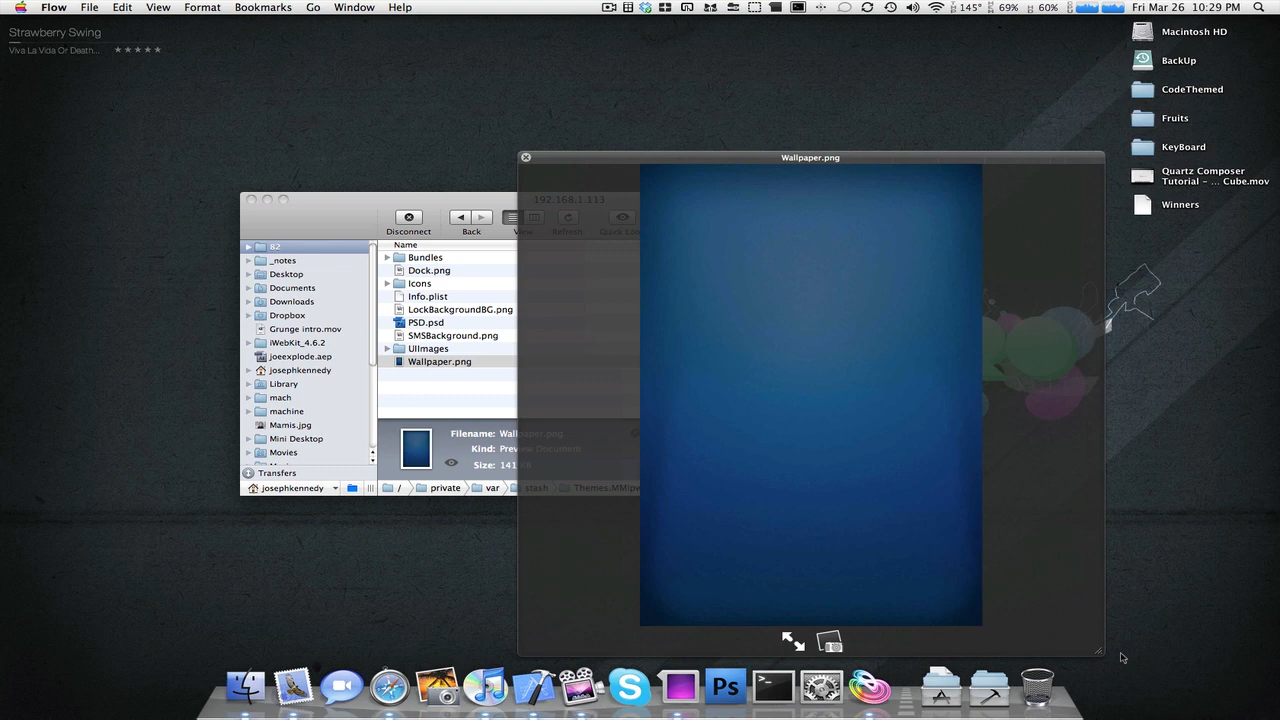 Flow File Edit View Format Bookmarks Go Window Help
145° 69% 60% Fri Mar 26 10:29 PM
Strawberry Swing
Viva La Vida Or Death...
Macintosh HD
BackUp
CodeThemed
Fruits
KeyBoard
Quartz Composer
Tutorial - ... Cube.mov
Winners
Wallpaper.png
192.168.1.113
Disconnect Back View Refresh Quick Look
82
_notes
Desktop
Documents
Downloads
Dropbox
Grunge intro.mov
iWebKit_4.6.2
joeexplode.aep
josephkennedy
Library
mach
machine
Mamis.jpg
Mini Desktop
Movies
Transfers
josephkennedy
Name
Bundles
Dock.png
Icons
Info.plist
LockBackgroundBG.png
PSD.psd
SMSBackground.png
UIImages
Wallpaper.png
Filename: Wallpaper.png
Kind: Preview Document
Size: 141 KB
/ private var stash
Ps